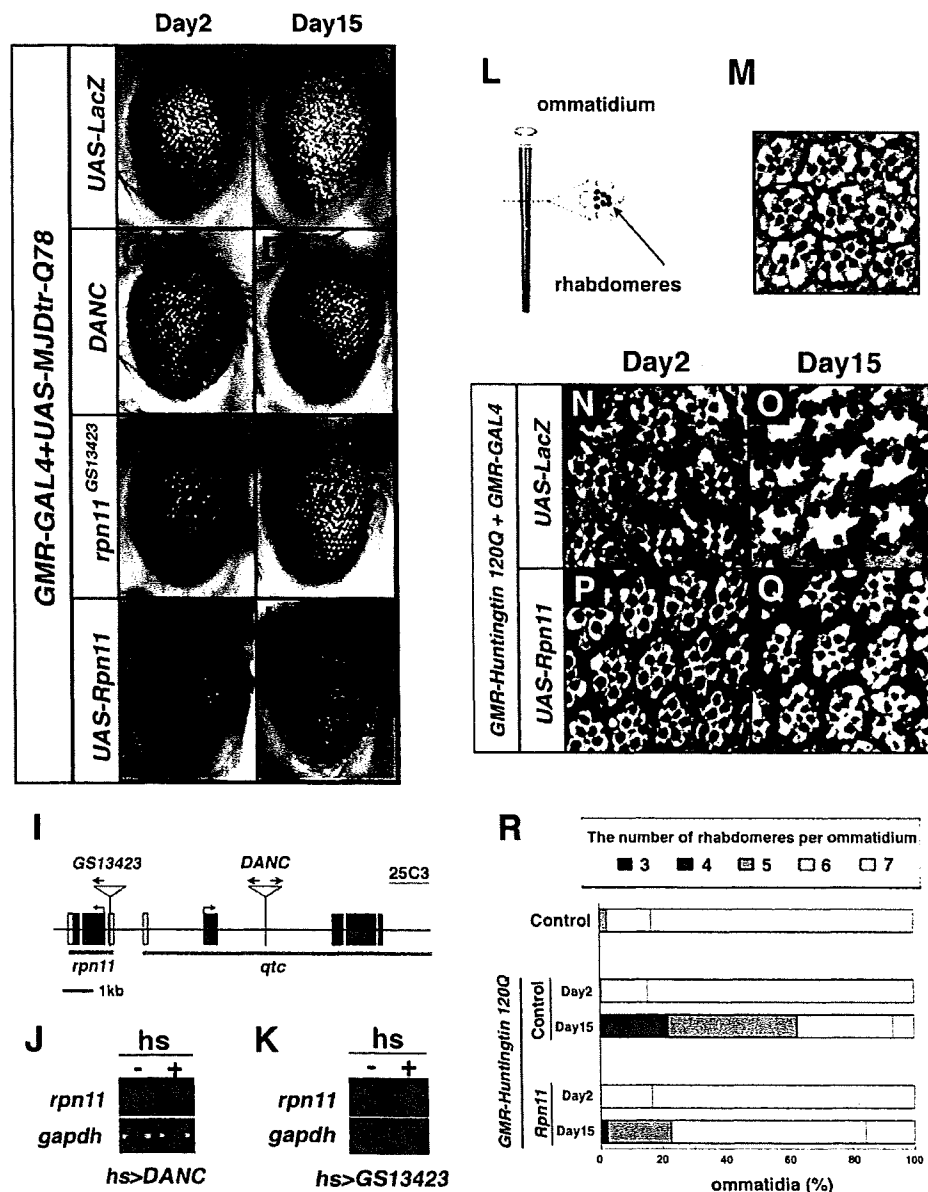 Day2 Day15
GMR-GAL4+UAS-MJDtr-Q78
UAS-LacZ
DANC
rpn11 GS13423
UAS-Rpn11
L
ommatidium
rhabdomeres
M
Day2 Day15
GMR-Huntingtin 120Q + GMR-GAL4
UAS-LacZ
N O
UAS-Rpn11
P Q
I
GS13423 DANC 25C3
rpn11 qtc
1kb
J
hs
- +
rpn11
gapdh
hs>DANC
K
hs
- +
rpn11
gapdh
hs>GS13423
R
The number of rhabdomeres per ommatidium
3 4 5 6 7
Control
GMR-Huntingtin 120Q
Control
Day2
Day15
Rpn11
Day2
Day15
0 20 40 60 80 100
ommatidia (%)